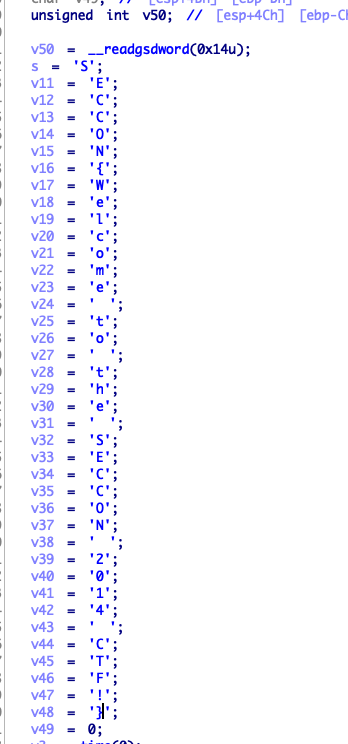 unsigned int v50; // [esp+4Ch] [ebp-Ch
v50 = __readgsdword(0x14u);
s = 'S';
v11 = 'E';
v12 = 'C';
v13 = 'C';
v14 = 'O';
v15 = 'N';
v16 = '{';
v17 = 'W';
v18 = 'e';
v19 = 'l';
v20 = 'c';
v21 = 'o';
v22 = 'm';
v23 = 'e';
v24 = ' ';
v25 = 't';
v26 = 'o';
v27 = ' ';
v28 = 't';
v29 = 'h';
v30 = 'e';
v31 = ' ';
v32 = 'S';
v33 = 'E';
v34 = 'C';
v35 = 'C';
v36 = 'O';
v37 = 'N';
v38 = ' ';
v39 = '2';
v40 = '0';
v41 = '1';
v42 = '4';
v43 = ' ';
v44 = 'C';
v45 = 'T';
v46 = 'F';
v47 = '!';
v48 = '}';
v49 = 0;